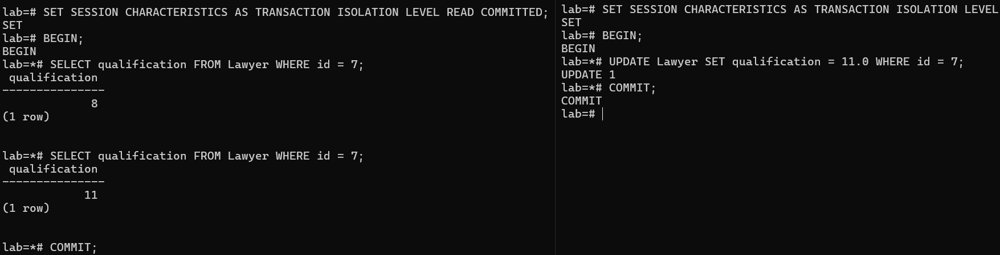 lab=# SET SESSION CHARACTERISTICS AS TRANSACTION ISOLATION LEVEL READ COMMITTED;
SET
lab=# BEGIN;
BEGIN
lab=*# SELECT qualification FROM Lawyer WHERE id = 7;
 qualification
---------------
             8
(1 row)
lab=*# SELECT qualification FROM Lawyer WHERE id = 7;
 qualification
---------------
            11
(1 row)
lab=*# COMMIT;
lab=# SET SESSION CHARACTERISTICS AS TRANSACTION ISOLATION LEVEL
SET
lab=# BEGIN;
BEGIN
lab=*# UPDATE Lawyer SET qualification = 11.0 WHERE id = 7;
UPDATE 1
lab=*# COMMIT;
COMMIT
lab=#